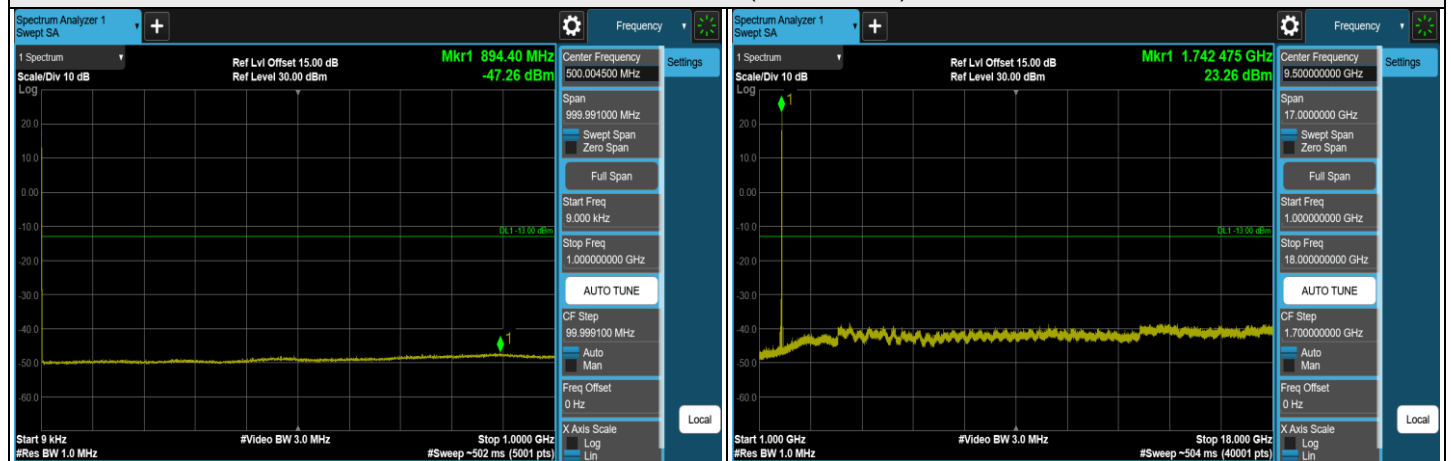 Spectrum Analyzer 1
Swept SA
+
Frequency
1 Spectrum
Scale/Div 10 dB
Ref Lvl Offset 15.00 dB
Ref Level 30.00 dBm
Mkr1 894.40 MHz
-47.26 dBm
Log
20.0
10.0
0.00
-10.0
-20.0
-30.0
-40.0
-50.0
-60.0
1
DL1 -13.00 dBm
Start 9 kHz
#Res BW 1.0 MHz
#Video BW 3.0 MHz
Stop 1.0000 GHz
#Sweep ~502 ms (5001 pts)
Center Frequency
500.004500 MHz
Settings
Span
999.991000 MHz
Swept Span
Zero Span
Full Span
Start Freq
9.000 kHz
Stop Freq
1.000000000 GHz
AUTO TUNE
CF Step
99.999100 MHz
Auto
Man
Freq Offset
0 Hz
X Axis Scale
Log
Lin
Local
Spectrum Analyzer 1
Swept SA
+
Frequency
1 Spectrum
Scale/Div 10 dB
Ref Lvl Offset 15.00 dB
Ref Level 30.00 dBm
Mkr1 1.742 475 GHz
23.26 dBm
Log
20.0
10.0
0.00
-10.0
-20.0
-30.0
-40.0
-50.0
-60.0
1
DL1 -13.00 dBm
Start 1.000 GHz
#Res BW 1.0 MHz
#Video BW 3.0 MHz
Stop 18.000 GHz
#Sweep ~504 ms (40001 pts)
Center Frequency
9.500000000 GHz
Settings
Span
17.0000000 GHz
Swept Span
Zero Span
Full Span
Start Freq
1.000000000 GHz
Stop Freq
18.000000000 GHz
AUTO TUNE
CF Step
1.700000000 GHz
Auto
Man
Freq Offset
0 Hz
X Axis Scale
Log
Lin
Local